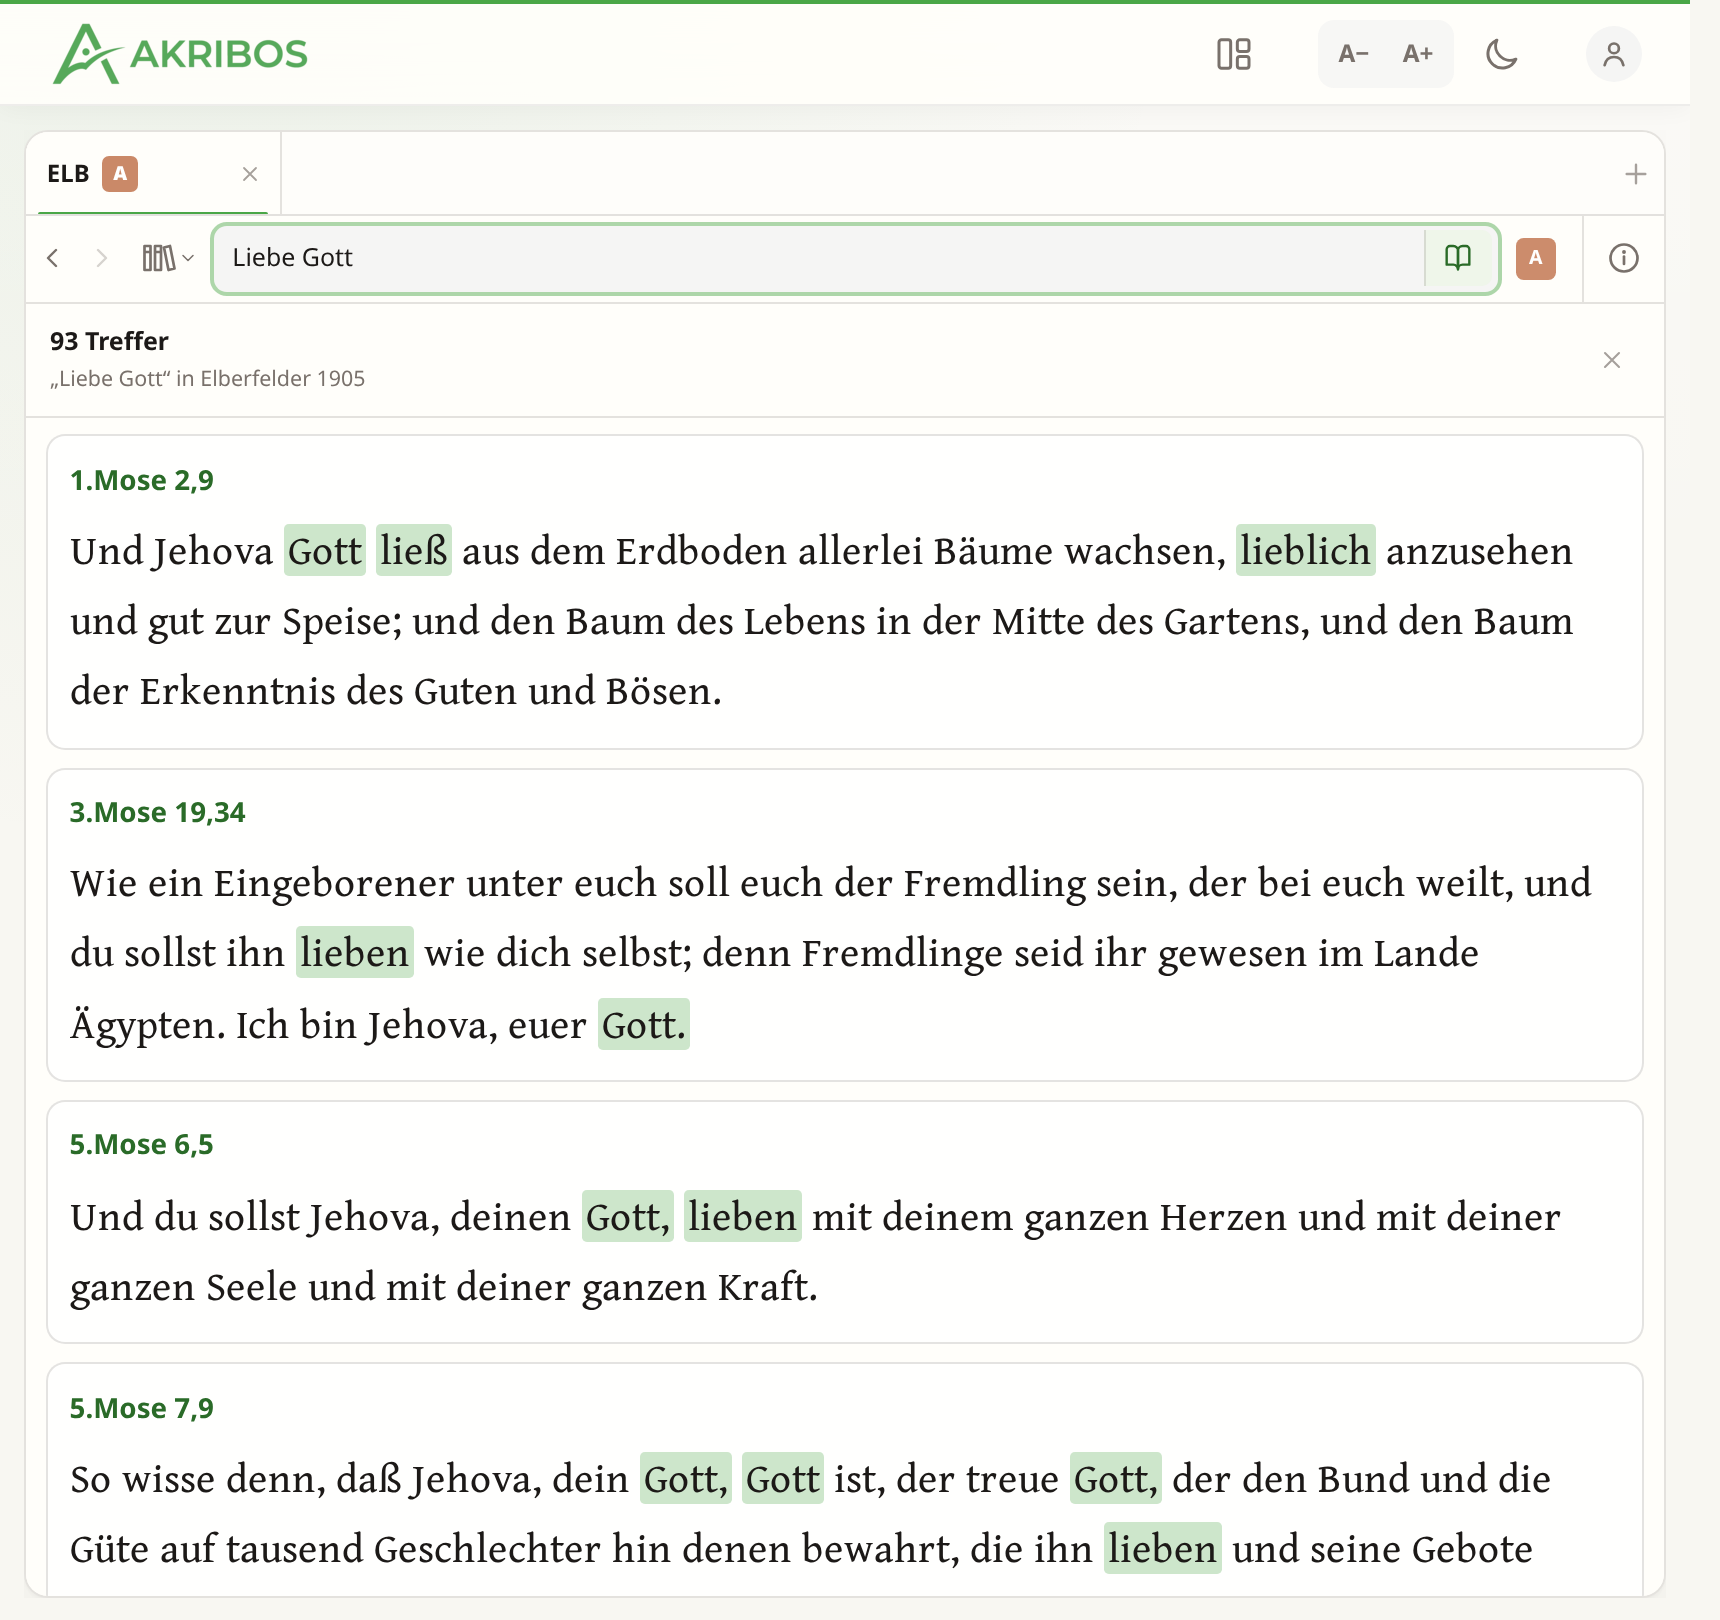 AKRIBOS
A− A+
ELB A
Liebe Gott
A
93 Treffer
„Liebe Gott“ in Elberfelder 1905
1.Mose 2,9
Und Jehova Gott ließ aus dem Erdboden allerlei Bäume wachsen, lieblich anzusehen
und gut zur Speise; und den Baum des Lebens in der Mitte des Gartens, und den Baum
der Erkenntnis des Guten und Bösen.
3.Mose 19,34
Wie ein Eingeborener unter euch soll euch der Fremdling sein, der bei euch weilt, und
du sollst ihn lieben wie dich selbst; denn Fremdlinge seid ihr gewesen im Lande
Ägypten. Ich bin Jehova, euer Gott.
5.Mose 6,5
Und du sollst Jehova, deinen Gott, lieben mit deinem ganzen Herzen und mit deiner
ganzen Seele und mit deiner ganzen Kraft.
5.Mose 7,9
So wisse denn, daß Jehova, dein Gott, Gott ist, der treue Gott, der den Bund und die
Güte auf tausend Geschlechter hin denen bewahrt, die ihn lieben und seine Gebote